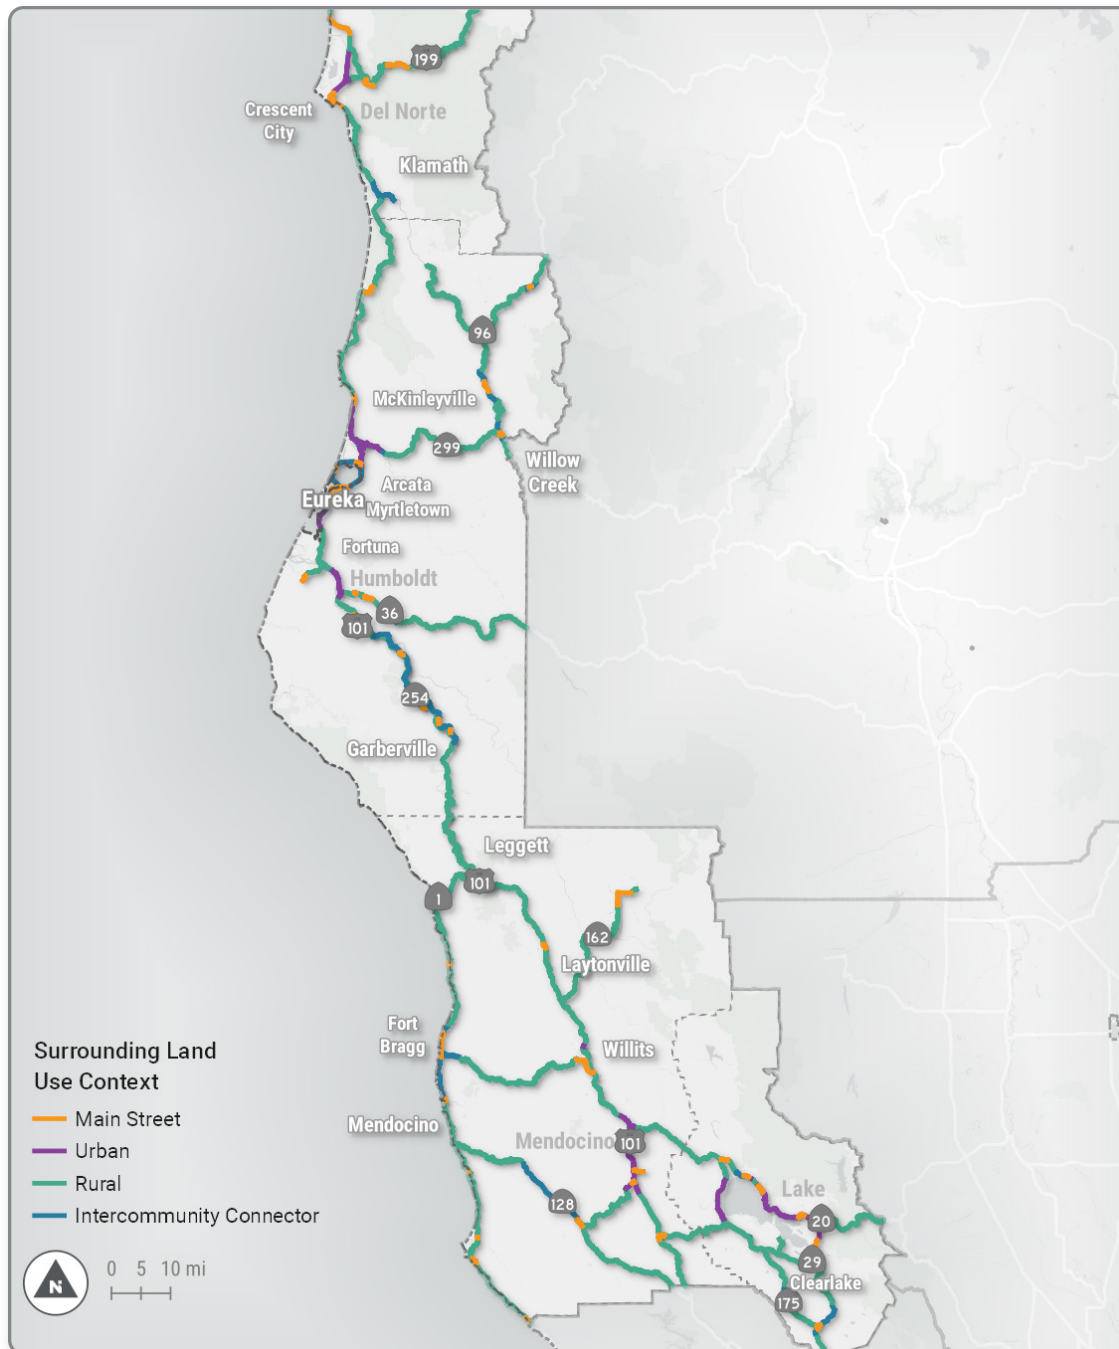 199
Crescent
City
Del Norte
Klamath
96
McKinleyville
299
Willow
Creek
Arcata
Eureka
Myrtletown
Fortuna
Humboldt
36
101
254
Garberville
Leggett
101
1
162
Laytonville
Fort
Bragg
Willits
Mendocino
Mendocino
101
128
Lake
20
29
Clearlake
175
Surrounding Land
Use Context
Main Street
Urban
Rural
Intercommunity Connector
N
0 5 10 mi